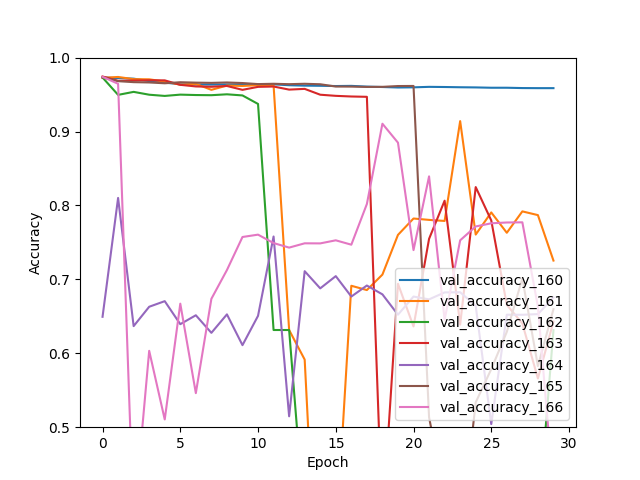 1.0
0.9
0.8
0.7
0.6
0.5
Accuracy
0
5
10
15
20
25
30
Epoch
val_accuracy_160
val_accuracy_161
val_accuracy_162
val_accuracy_163
val_accuracy_164
val_accuracy_165
val_accuracy_166